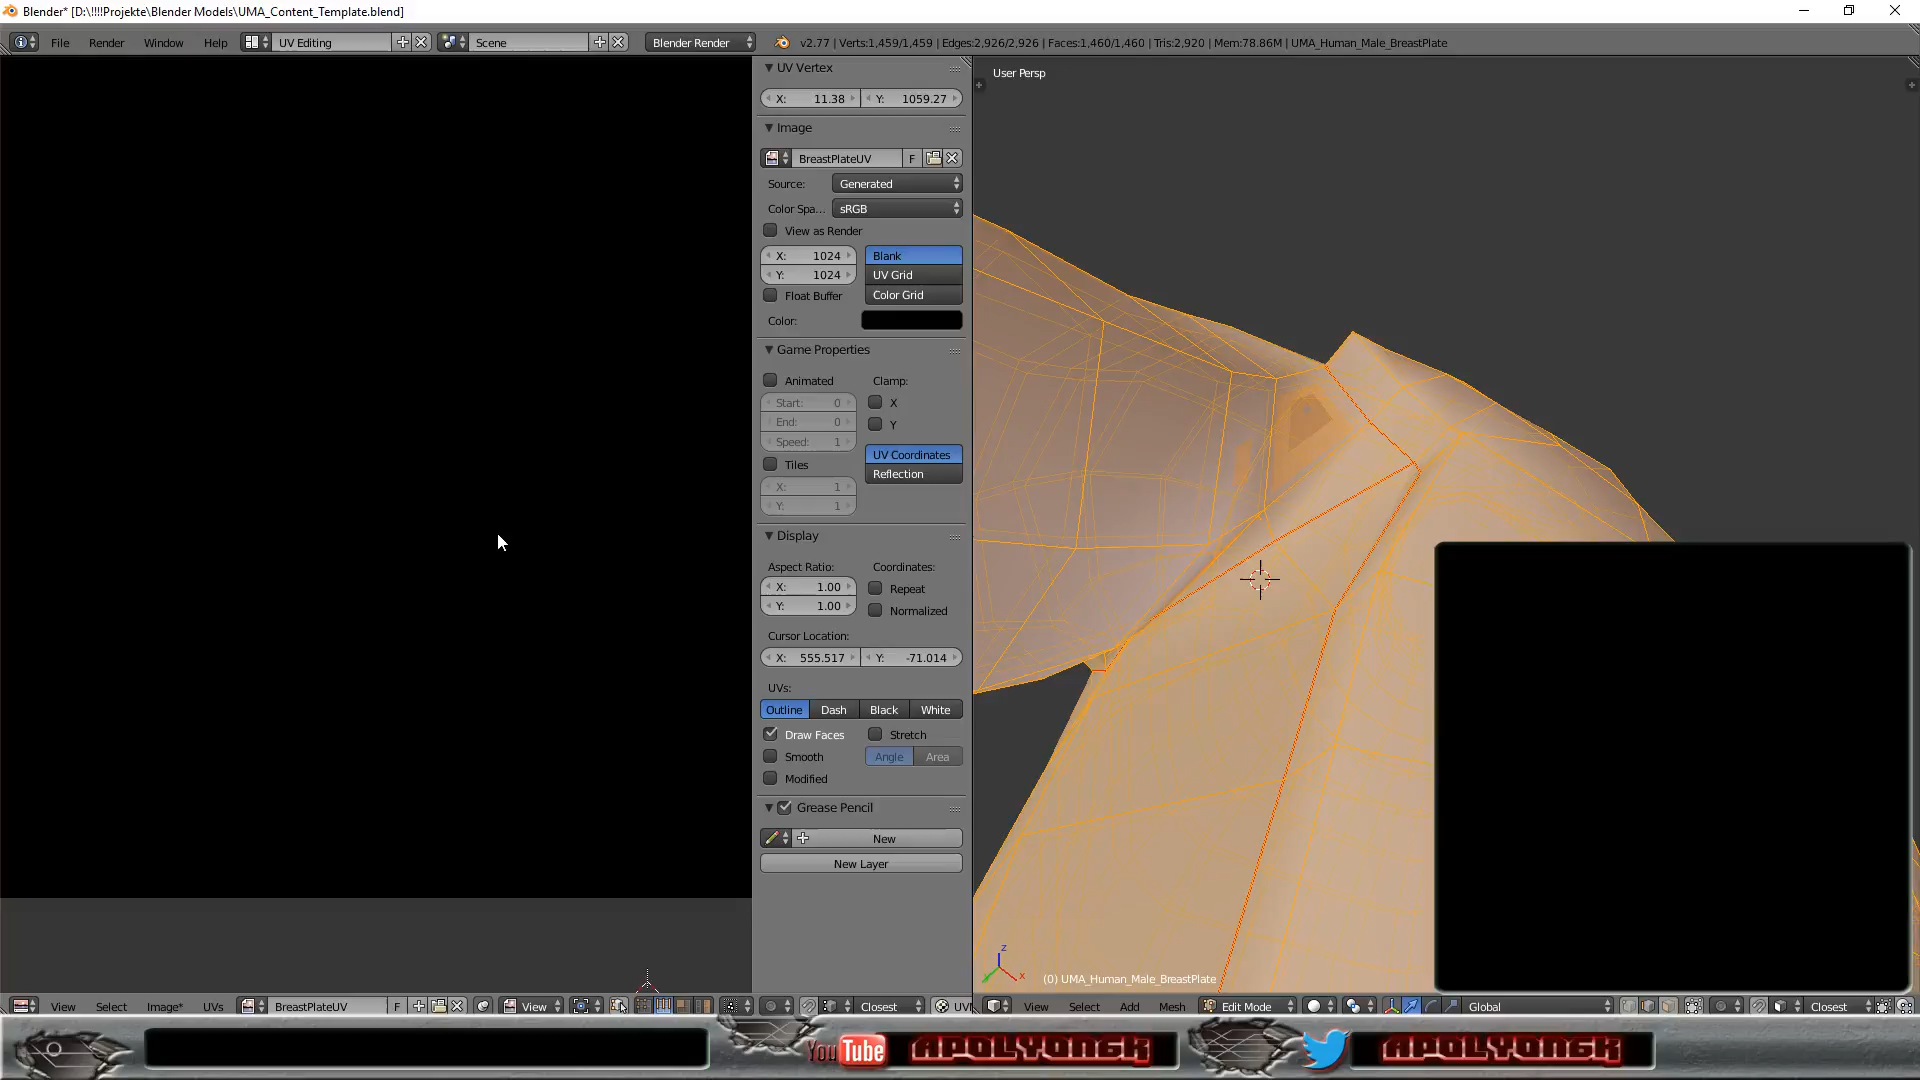 Blender* [D:\!!!!Projekte\Blender Models\UMA_Content_Template.blend]
File Render Window Help UV Editing Scene Blender Render v2.77 | Verts:1,459/1,459 | Edges:2,926/2,926 | Faces:1,460/1,460 | Tris:2,920 | Mem:78.86M | UMA_Human_Male_BreastPlate
UV Vertex
X: 11.38 Y: 1059.27
Image
BreastPlateUV F
Source: Generated
Color Spa... sRGB
View as Render
X: 1024 Blank
Y: 1024 UV Grid
Float Buffer Color Grid
Color:
Game Properties
Animated Clamp:
Start: 0 X
End: 0 Y
Speed: 1 UV Coordinates
Tiles Reflection
X: 1
Y: 1
Display
Aspect Ratio: Coordinates:
X: 1.00 Repeat
Y: 1.00 Normalized
Cursor Location:
X: 555.517 Y: -71.014
UVs:
Outline Dash Black White
Draw Faces Stretch
Smooth Angle Area
Modified
Grease Pencil
New
New Layer
User Persp
z
x
(0) UMA_Human_Male_BreastPlate
View Select Image* UVs BreastPlateUV F View Closest UV
View Select Add Mesh Edit Mode Global Closest
YouTube APOLYON6K APOLYON6K